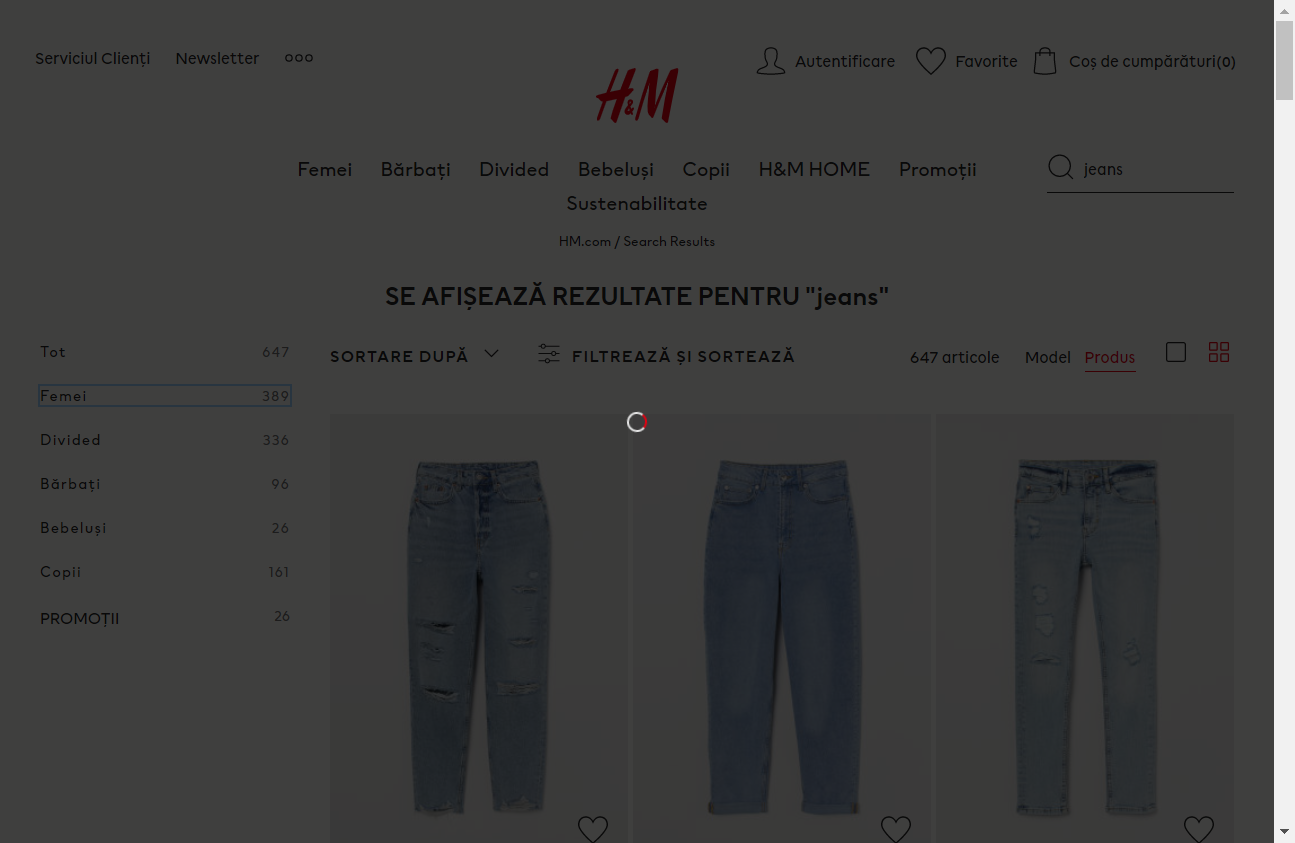 Serviciul Clienți Newsletter
Autentificare Favorite Coș de cumpărături(0)
H&M
Femei Bărbați Divided Bebeluși Copii H&M HOME Promoții
jeans
Sustenabilitate
HM.com / Search Results
SE AFIȘEAZĂ REZULTATE PENTRU "jeans"
Tot 647
Femei 389
Divided 336
Bărbați 96
Bebeluși 26
Copii 161
PROMOȚII 26
SORTARE DUPĂ FILTREAZĂ ȘI SORTEAZĂ 647 articole Model Produs